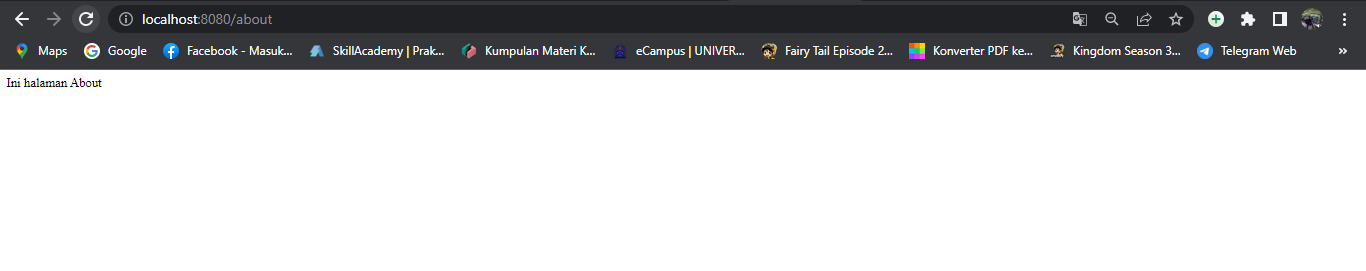 localhost:8080/about
Maps Google Facebook - Masuk... SkillAcademy | Prak... Kumpulan Materi K... eCampus | UNIVER... Fairy Tail Episode 2... Konverter PDF ke... Kingdom Season 3... Telegram Web »
Ini halaman About